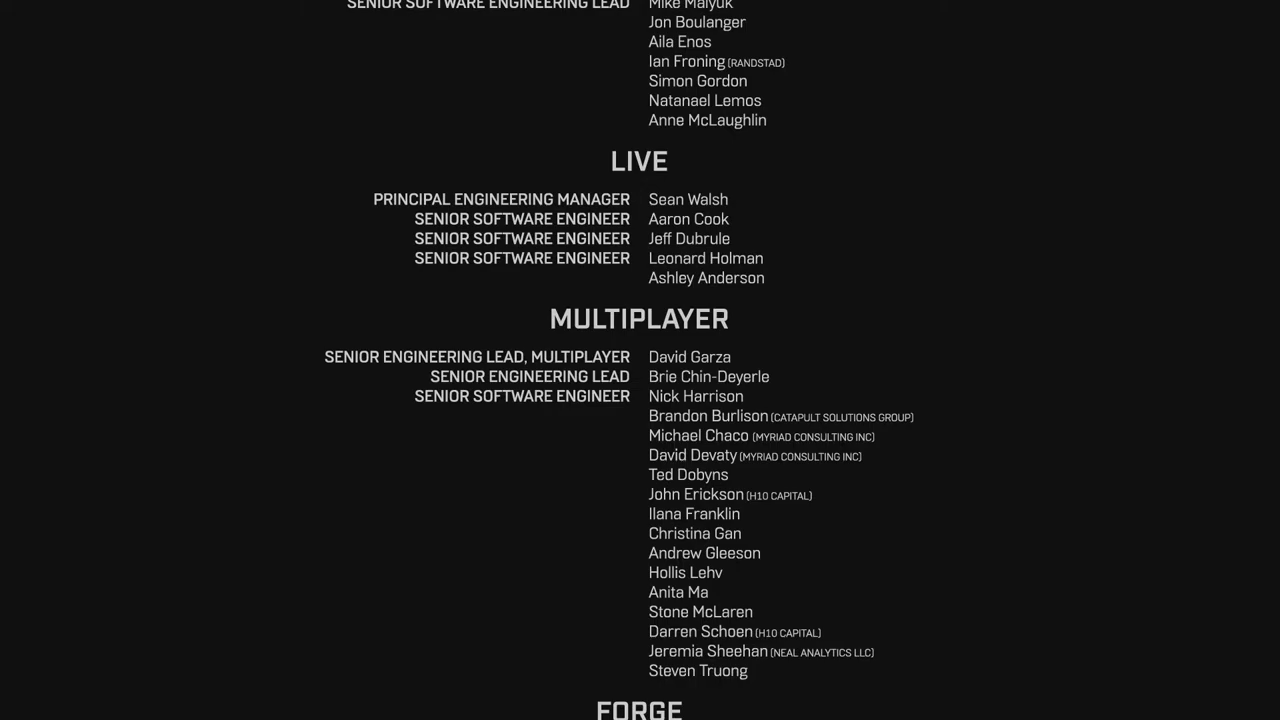 SENIOR SOFTWARE ENGINEERING LEAD Mike Malyuk
Jon Boulanger
Aila Enos
Ian Froning (RANDSTAD)
Simon Gordon
Natanael Lemos
Anne McLaughlin
LIVE
PRINCIPAL ENGINEERING MANAGER Sean Walsh
SENIOR SOFTWARE ENGINEER Aaron Cook
SENIOR SOFTWARE ENGINEER Jeff Dubrule
SENIOR SOFTWARE ENGINEER Leonard Holman
Ashley Anderson
MULTIPLAYER
SENIOR ENGINEERING LEAD, MULTIPLAYER David Garza
SENIOR ENGINEERING LEAD Brie Chin-Deyerle
SENIOR SOFTWARE ENGINEER Nick Harrison
Brandon Burlison (CATAPULT SOLUTIONS GROUP)
Michael Chaco (MYRIAD CONSULTING INC)
David Devaty (MYRIAD CONSULTING INC)
Ted Dobyns
John Erickson (H10 CAPITAL)
Ilana Franklin
Christina Gan
Andrew Gleeson
Hollis Lehv
Anita Ma
Stone McLaren
Darren Schoen (H10 CAPITAL)
Jeremia Sheehan (NEAL ANALYTICS LLC)
Steven Truong
FORGE